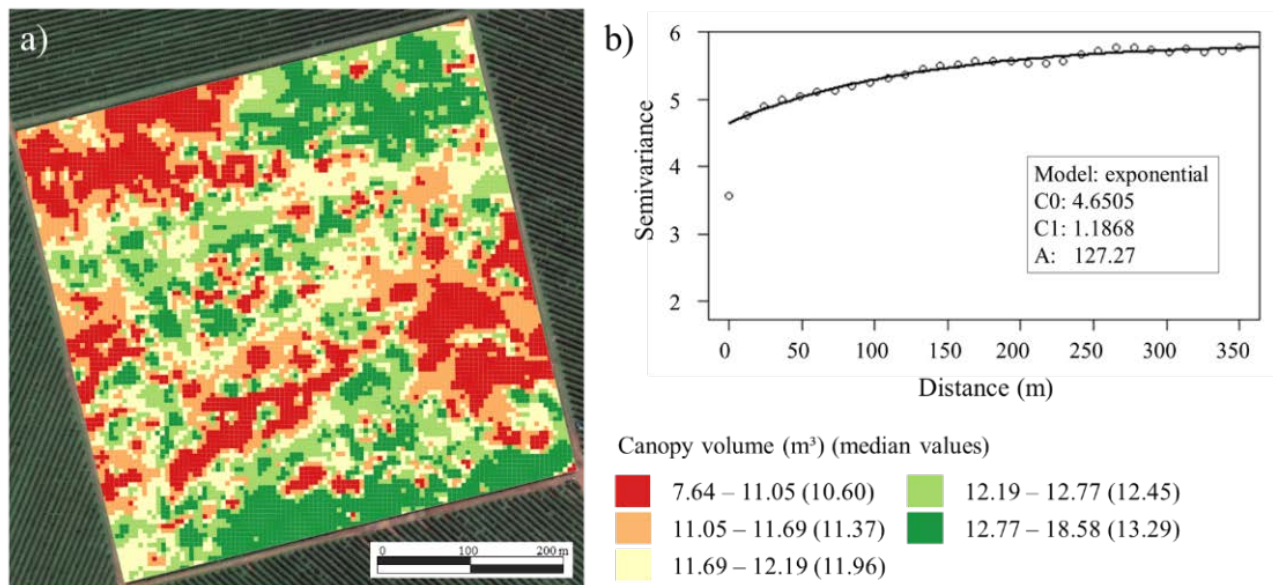 a)
0 100 200 m
b)
Semivariance
6
5
4
3
2
Model: exponential
C0: 4.6505
C1: 1.1868
A: 127.27
0 50 100 150 200 250 300 350
Distance (m)
Canopy volume (m³) (median values)
7.64 – 11.05 (10.60)
11.05 – 11.69 (11.37)
11.69 – 12.19 (11.96)
12.19 – 12.77 (12.45)
12.77 – 18.58 (13.29)